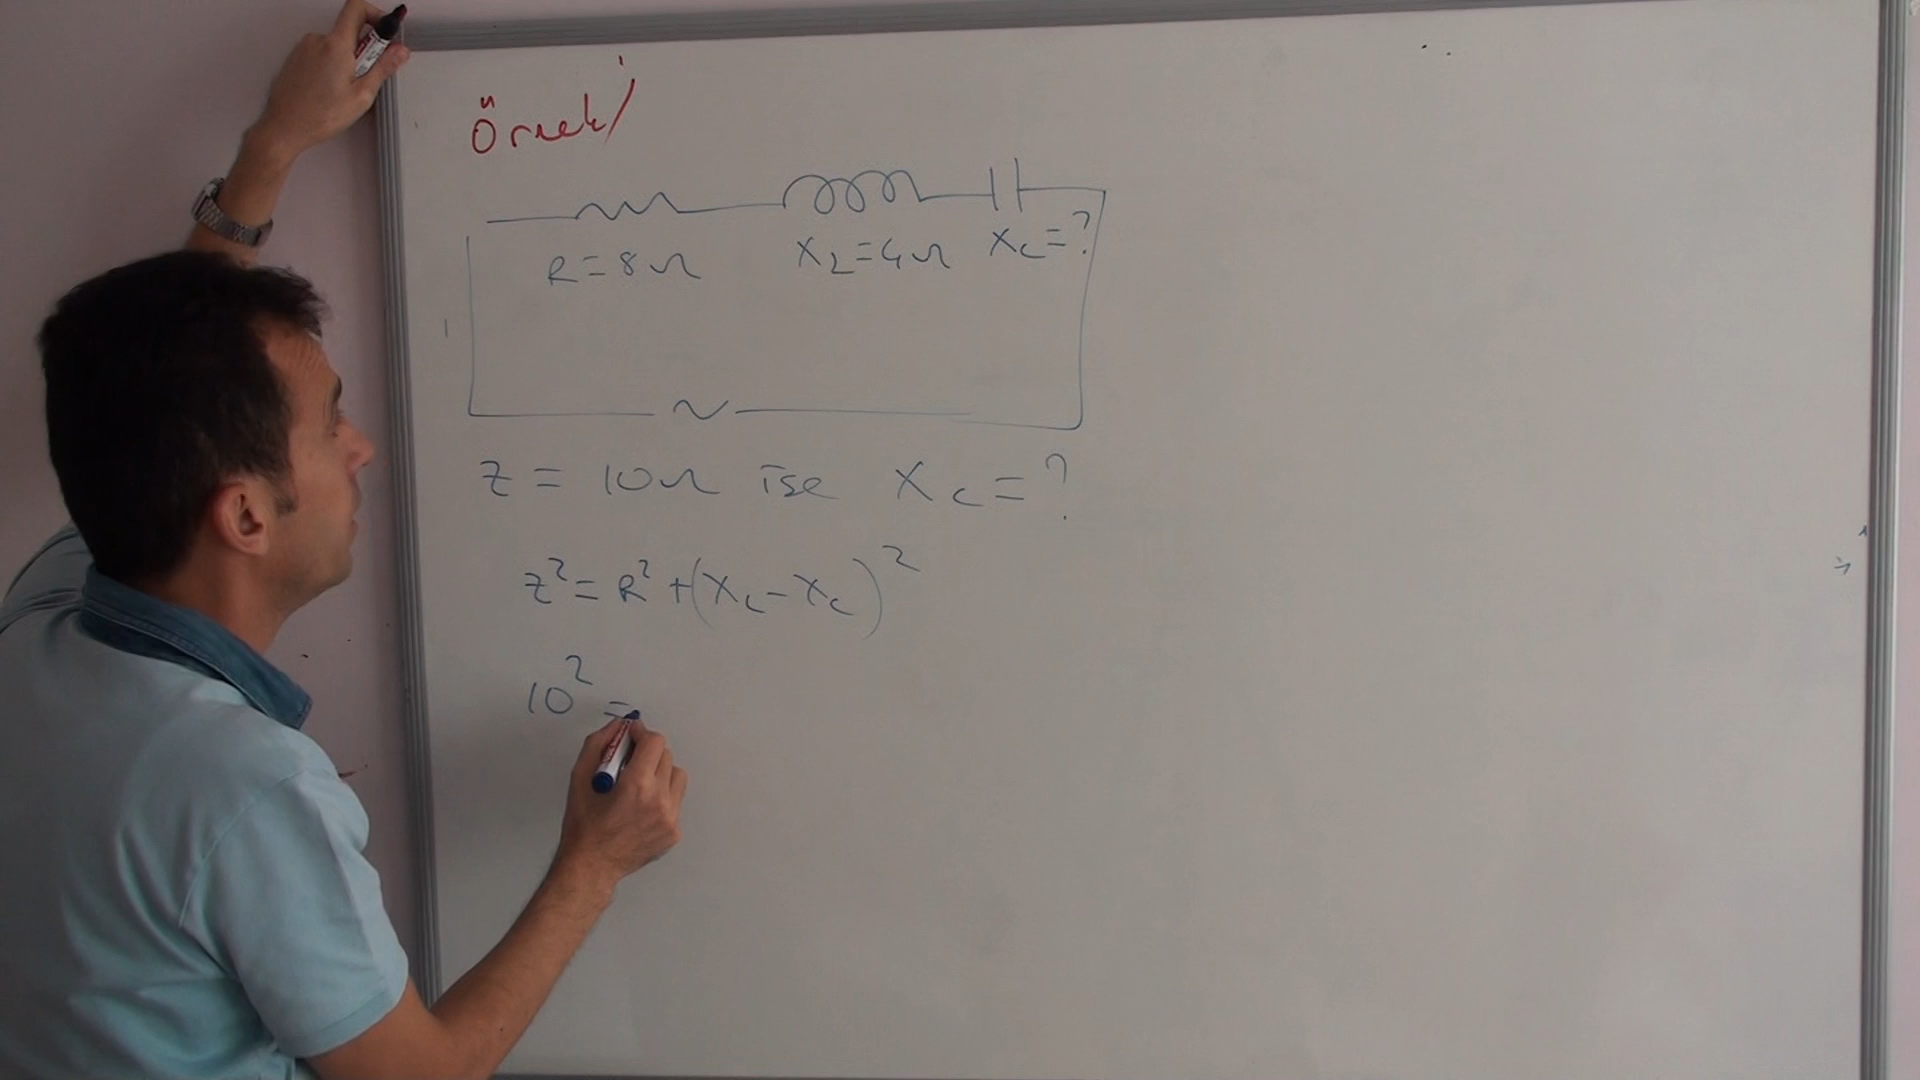 Örnek/
R=8Ω X_L=4Ω X_C=?
Z = 10Ω ise X_C=?
Z²=R²+(X_L-X_C)²
10² =